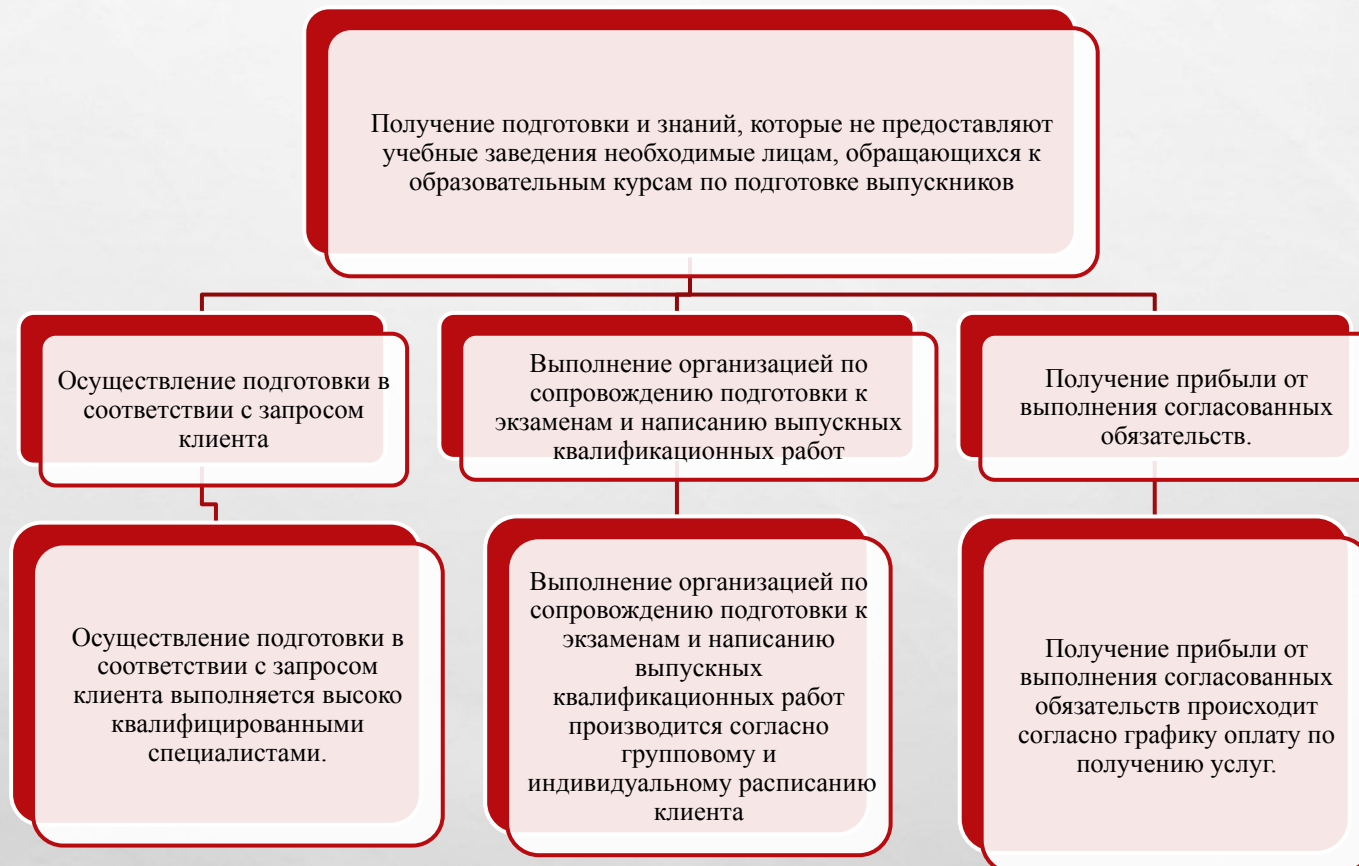 Получение подготовки и знаний, которые не предоставляют
учебные заведения необходимые лицам, обращающихся к
образовательным курсам по подготовке выпускников
Осуществление подготовки в
соответствии с запросом
клиента
Выполнение организацией по
сопровождению подготовки к
экзаменам и написанию выпускных
квалификационных работ
Получение прибыли от
выполнения согласованных
обязательств.
Осуществление подготовки в
соответствии с запросом
клиента выполняется высоко
квалифицированными
специалистами.
Выполнение организацией по
сопровождению подготовки к
экзаменам и написанию
выпускных
квалификационных работ
производится согласно
групповому и
индивидуальному расписанию
клиента
Получение прибыли от
выполнения согласованных
обязательств происходит
согласно графику оплату по
получению услуг.